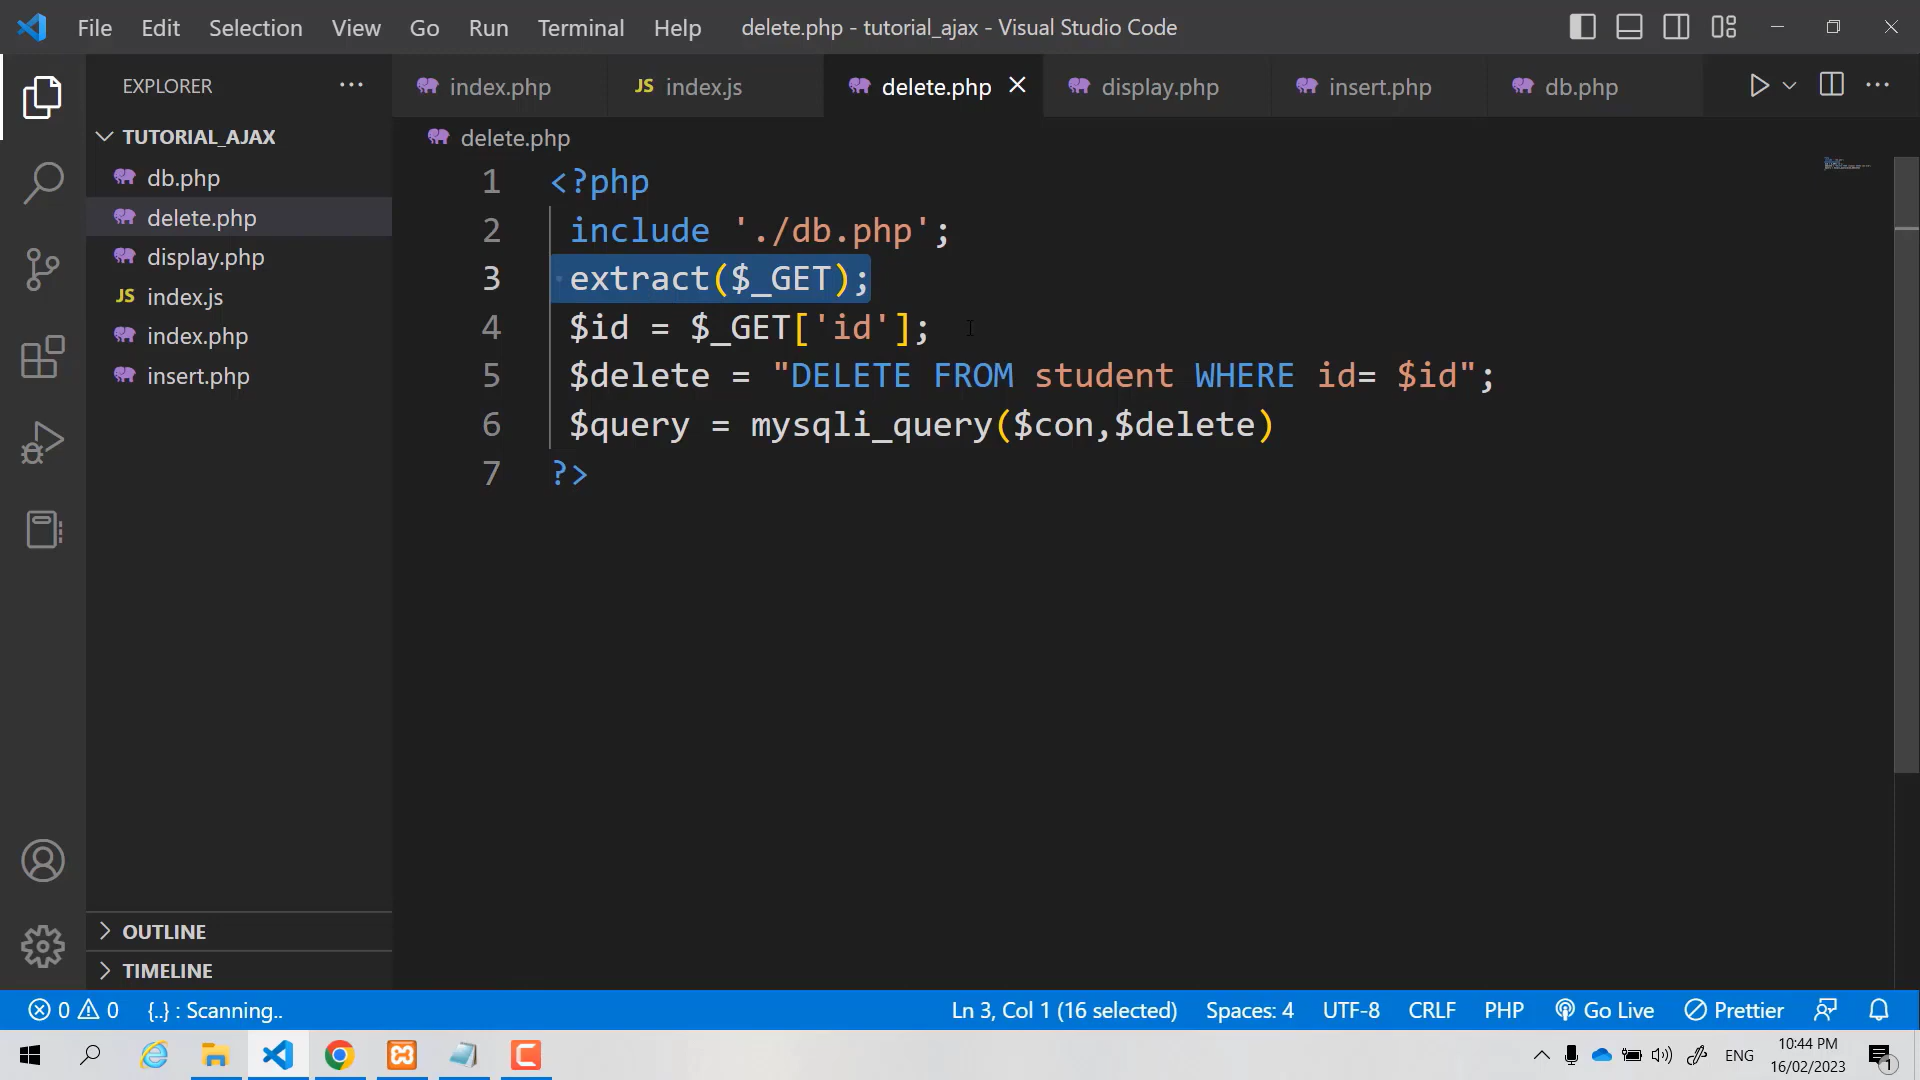 File Edit Selection View Go Run Terminal Help delete.php - tutorial_ajax - Visual Studio Code
EXPLORER
TUTORIAL_AJAX
db.php
delete.php
display.php
JS index.js
index.php
insert.php
OUTLINE
TIMELINE
index.php JS index.js delete.php display.php insert.php db.php
delete.php
1 <?php
2 include './db.php';
3 extract($_GET);
4 $id = $_GET['id'];
5 $delete = "DELETE FROM student WHERE id= $id";
6 $query = mysqli_query($con,$delete)
7 ?>
0 0 {..} : Scanning.. Ln 3, Col 1 (16 selected) Spaces: 4 UTF-8 CRLF PHP Go Live Prettier
ENG
10:44 PM
16/02/2023
1